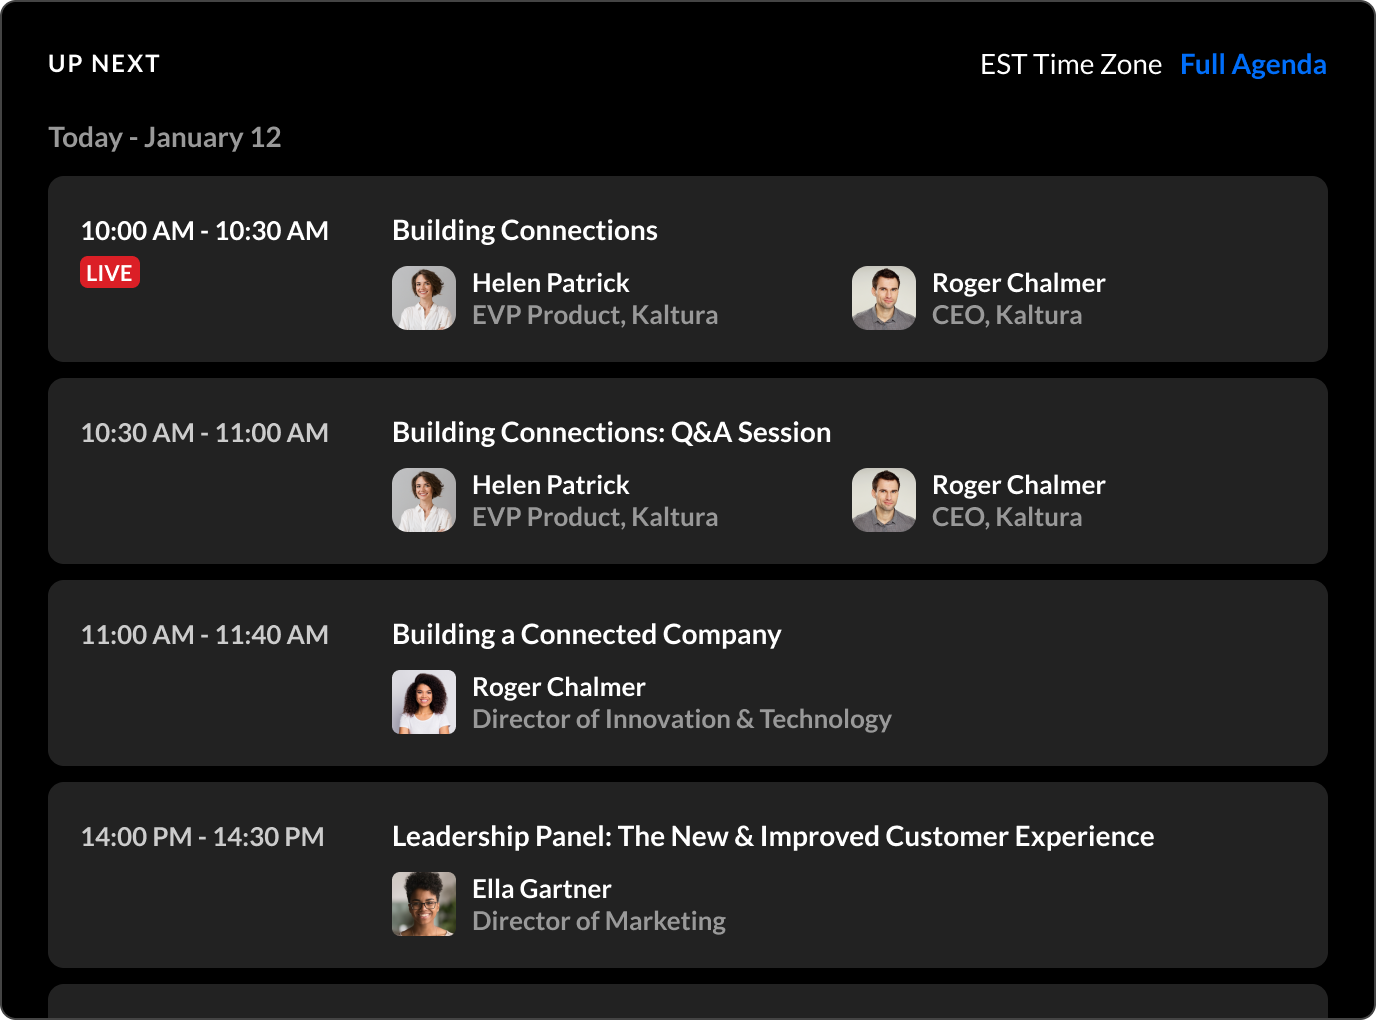 UP NEXT
EST Time Zone Full Agenda
Today - January 12
10:00 AM - 10:30 AM
LIVE
Building Connections
Helen Patrick
EVP Product, Kaltura
Roger Chalmer
CEO, Kaltura
10:30 AM - 11:00 AM
Building Connections: Q&A Session
Helen Patrick
EVP Product, Kaltura
Roger Chalmer
CEO, Kaltura
11:00 AM - 11:40 AM
Building a Connected Company
Roger Chalmer
Director of Innovation & Technology
14:00 PM - 14:30 PM
Leadership Panel: The New & Improved Customer Experience
Ella Gartner
Director of Marketing